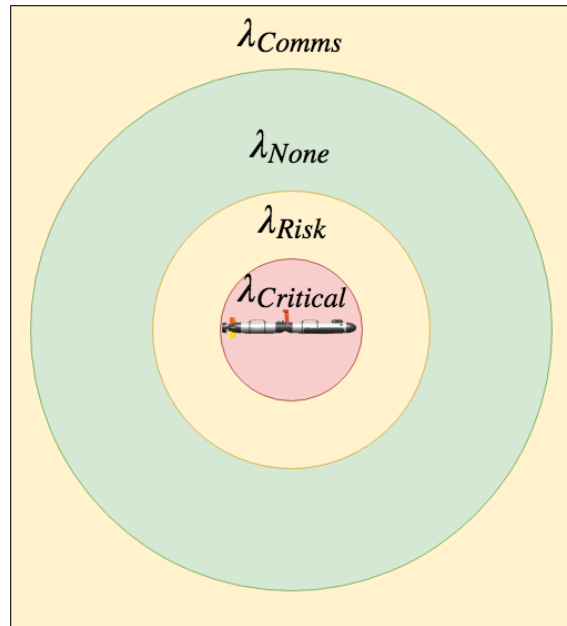 λComms
λNone
λRisk
λCritical